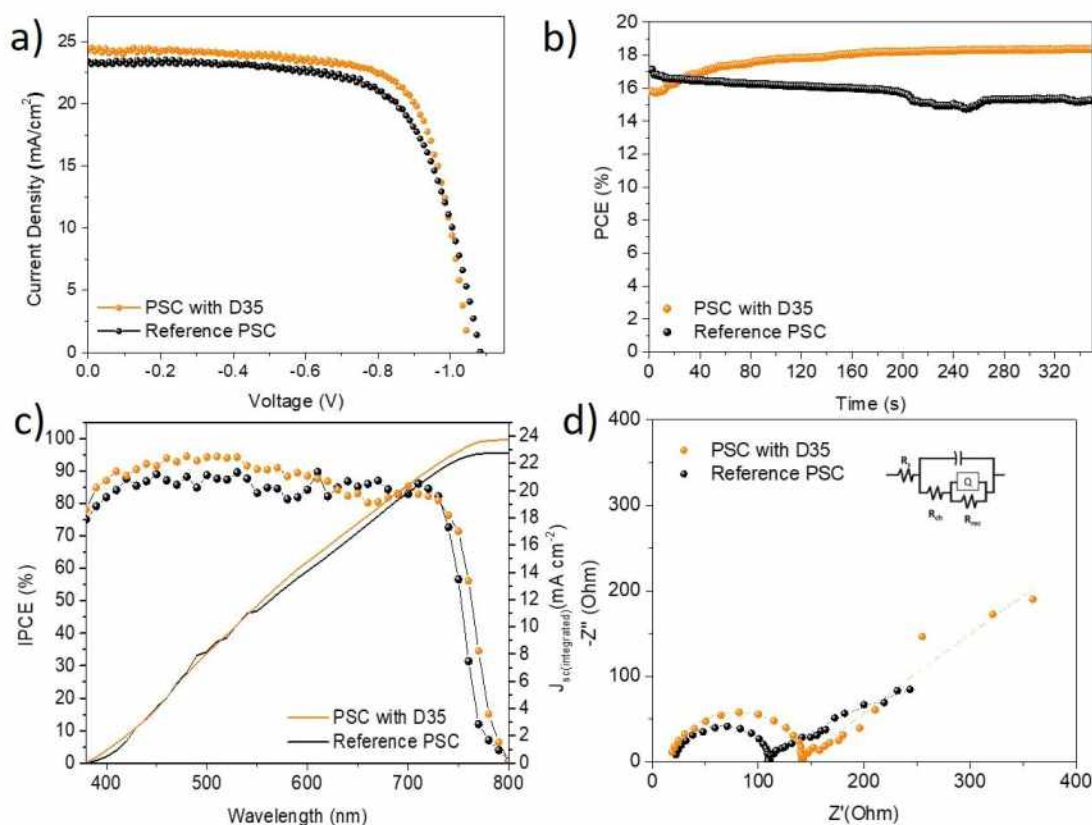 a)
25
20
15
10
5
0
Current Density (mA/cm²)
PSC with D35
Reference PSC
0.0 -0.2 -0.4 -0.6 -0.8 -1.0
Voltage (V)
b)
20
18
16
14
12
10
8
6
4
2
0
PCE (%)
PSC with D35
Reference PSC
0 40 80 120 160 200 240 280 320
Time (s)
c)
100
90
80
70
60
50
40
30
20
10
0
IPCE (%)
24
22
20
18
16
14
12
10
8
6
4
2
0
Jsc(integrated)(mA cm-2)
PSC with D35
Reference PSC
400 500 600 700 800
Wavelength (nm)
d)
400
300
200
100
0
-Z" (Ohm)
PSC with D35
Reference PSC
Q
Rch
Rrec
0 100 200 300 400
Z'(Ohm)